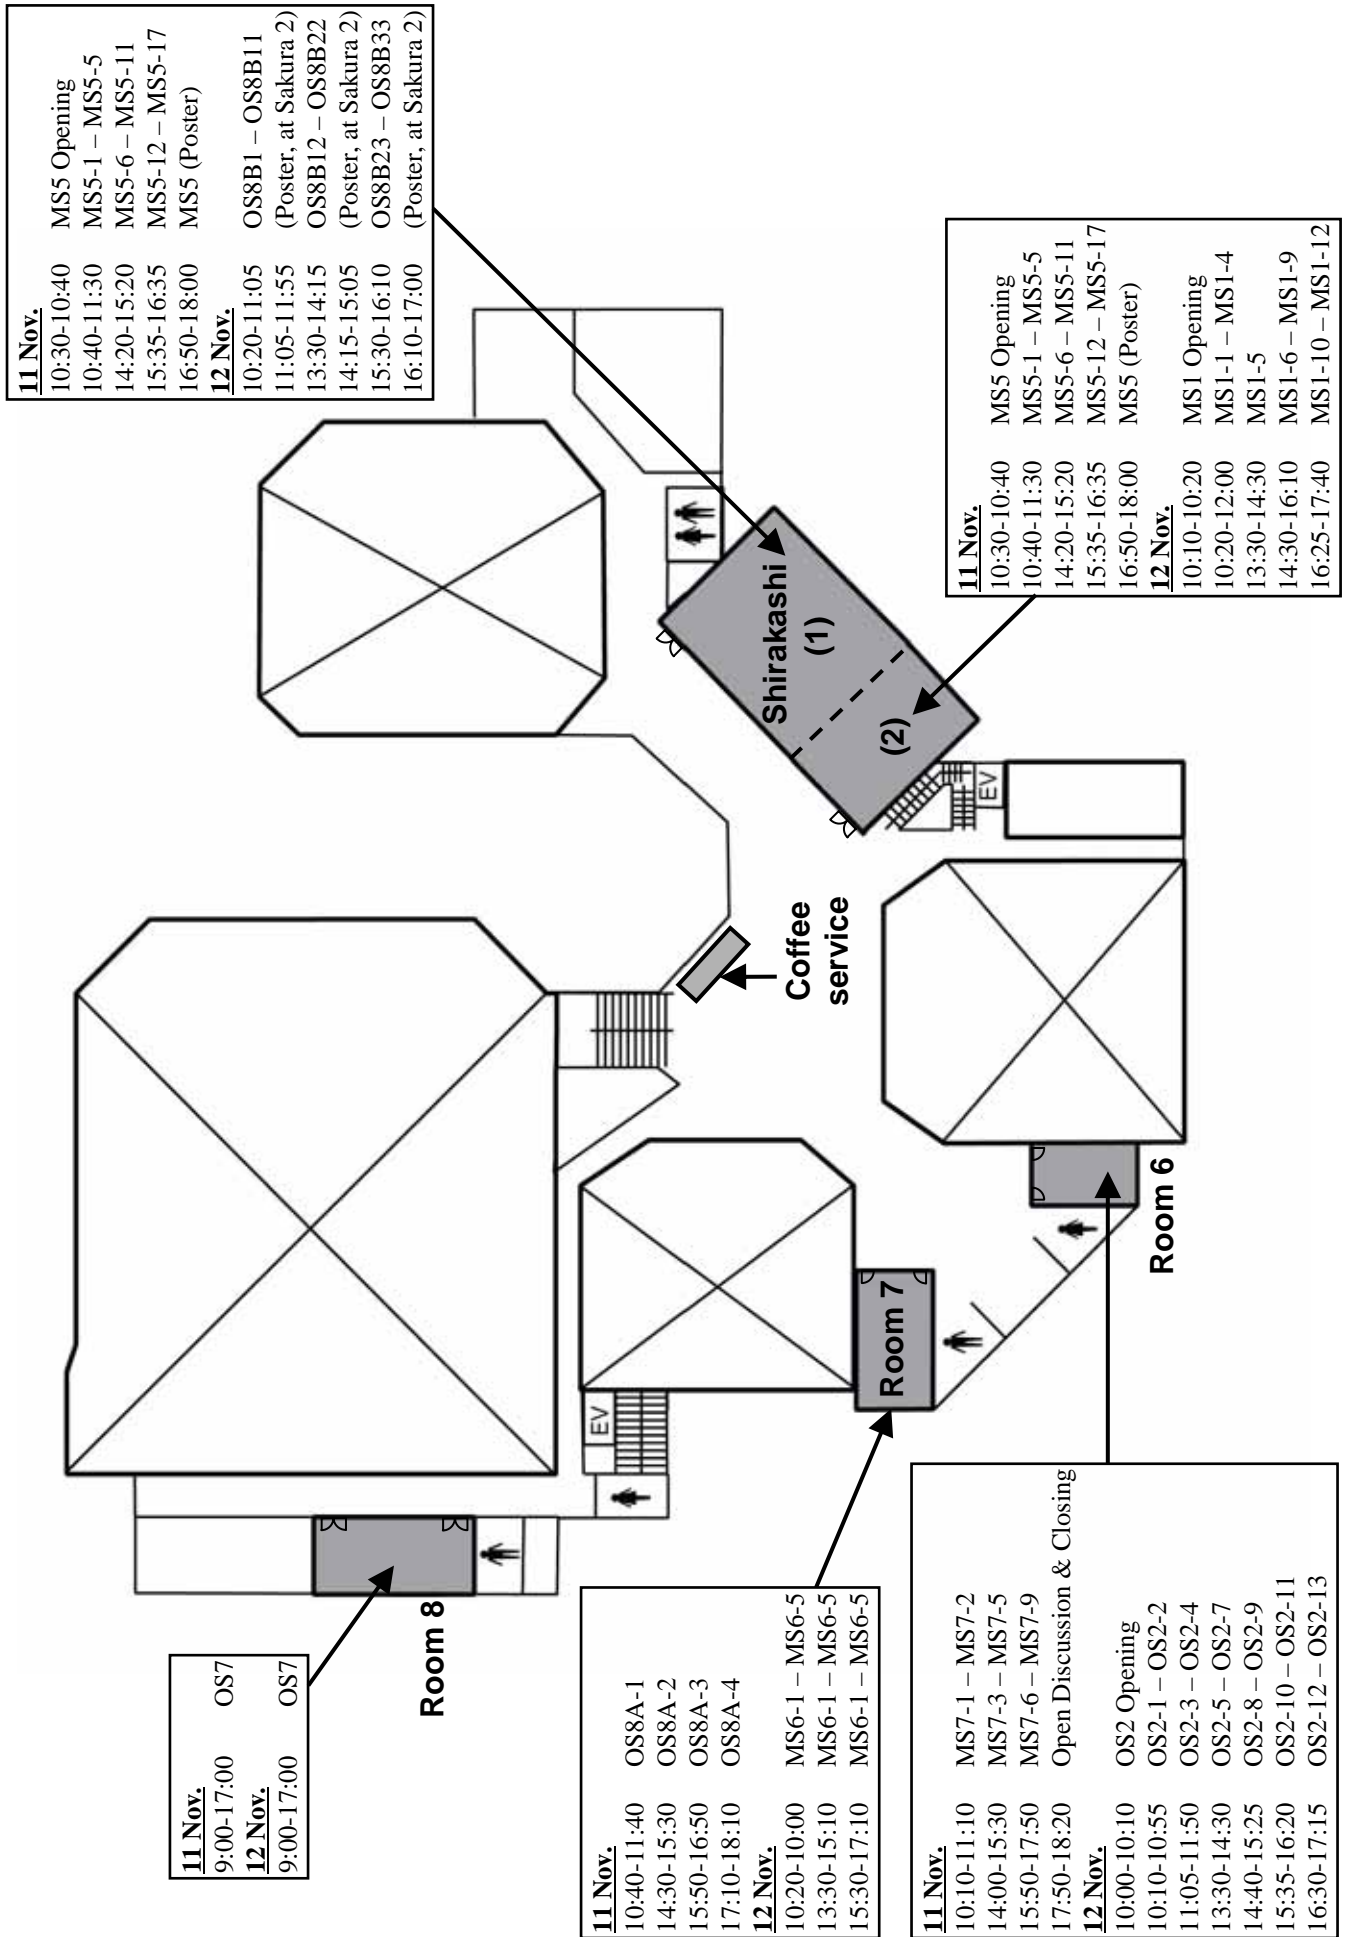 11 Nov.
9:00-17:00 OS7
12 Nov.
9:00-17:00 OS7
Room 8
11 Nov.
10:40-11:40 OS8A-1
14:30-15:30 OS8A-2
15:50-16:50 OS8A-3
17:10-18:10 OS8A-4
12 Nov.
10:20-10:00 MS6-1 – MS6-5
13:30-15:10 MS6-1 – MS6-5
15:30-17:10 MS6-1 – MS6-5
EV
Room 7
11 Nov.
10:10-11:10 MS7-1 – MS7-2
14:00-15:30 MS7-3 – MS7-5
15:50-17:50 MS7-6 – MS7-9
17:50-18:20 Open Discussion & Closing
12 Nov.
10:00-10:10 OS2 Opening
10:10-10:55 OS2-1 – OS2-2
11:05-11:50 OS2-3 – OS2-4
13:30-14:30 OS2-5 – OS2-7
14:40-15:25 OS2-8 – OS2-9
15:35-16:20 OS2-10 – OS2-11
16:30-17:15 OS2-12 – OS2-13
Room 6
Coffee
service
EV
Shirakashi
(1)
(2)
11 Nov.
10:30-10:40 MS5 Opening
10:40-11:30 MS5-1 – MS5-5
14:20-15:20 MS5-6 – MS5-11
15:35-16:35 MS5-12 – MS5-17
16:50-18:00 MS5 (Poster)
12 Nov.
10:20-11:05 OS8B1 – OS8B11
11:05-11:55 (Poster, at Sakura 2)
13:30-14:15 OS8B12 – OS8B22
14:15-15:05 (Poster, at Sakura 2)
15:30-16:10 OS8B23 – OS8B33
16:10-17:00 (Poster, at Sakura 2)
11 Nov.
10:30-10:40 MS5 Opening
10:40-11:30 MS5-1 – MS5-5
14:20-15:20 MS5-6 – MS5-11
15:35-16:35 MS5-12 – MS5-17
16:50-18:00 MS5 (Poster)
12 Nov.
10:10-10:20 MS1 Opening
10:20-12:00 MS1-1 – MS1-4
13:30-14:30 MS1-5
14:30-16:10 MS1-6 – MS1-9
16:25-17:40 MS1-10 – MS1-12